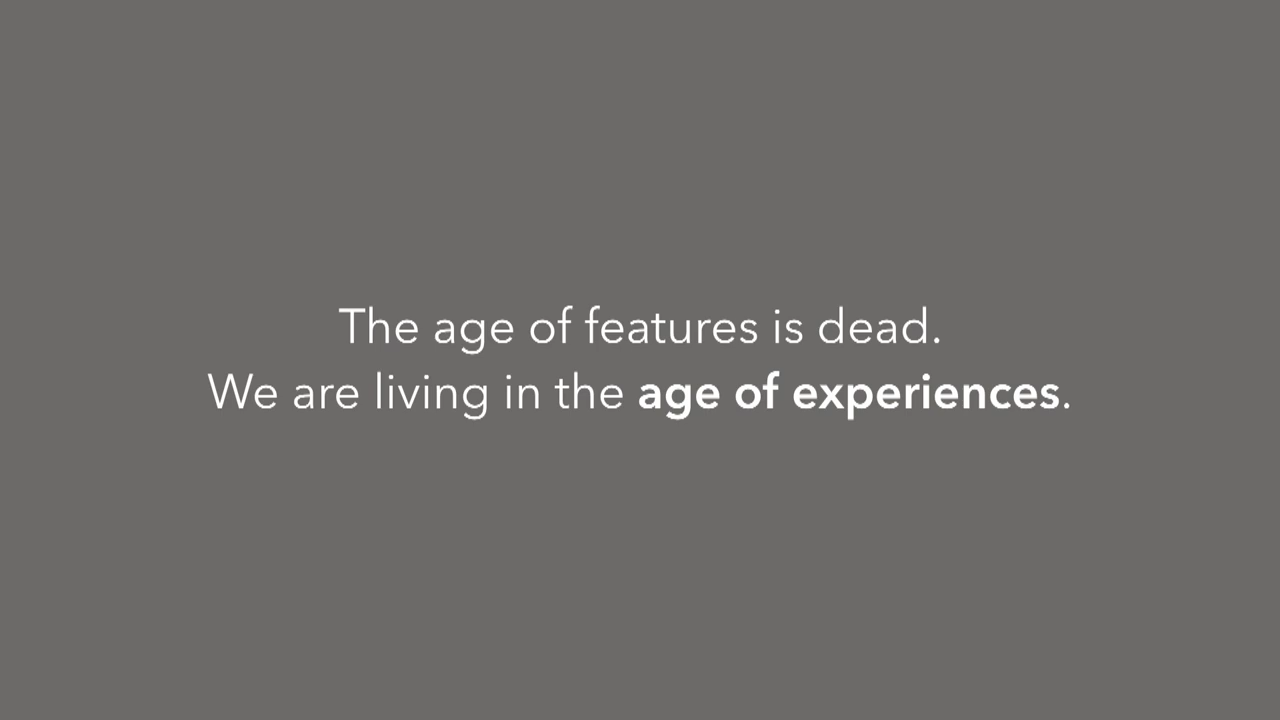 The age of features is dead.
We are living in the age of experiences.